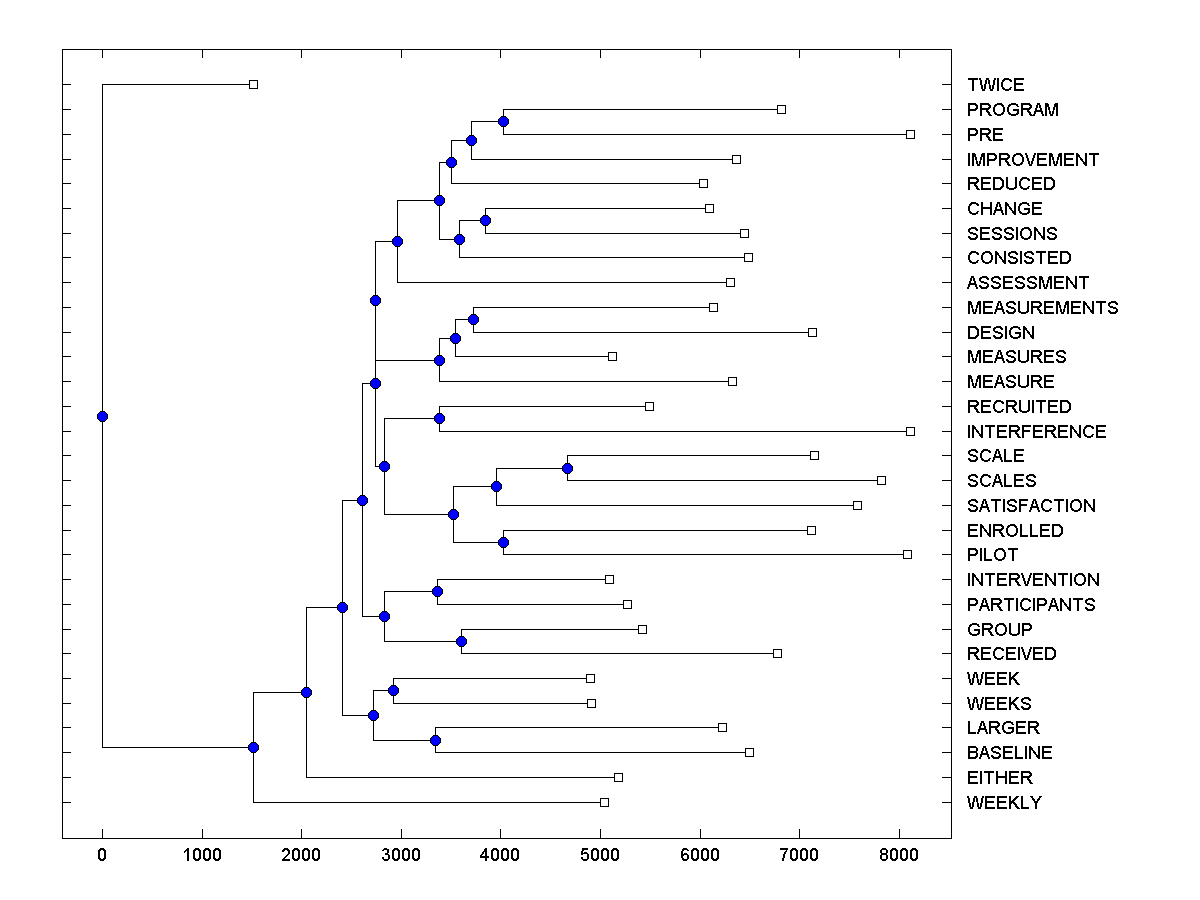 TWICE
PROGRAM
PRE
IMPROVEMENT
REDUCED
CHANGE
SESSIONS
CONSISTED
ASSESSMENT
MEASUREMENTS
DESIGN
MEASURES
MEASURE
RECRUITED
INTERFERENCE
SCALE
SCALES
SATISFACTION
ENROLLED
PILOT
INTERVENTION
PARTICIPANTS
GROUP
RECEIVED
WEEK
WEEKS
LARGER
BASELINE
EITHER
WEEKLY
0 1000 2000 3000 4000 5000 6000 7000 8000